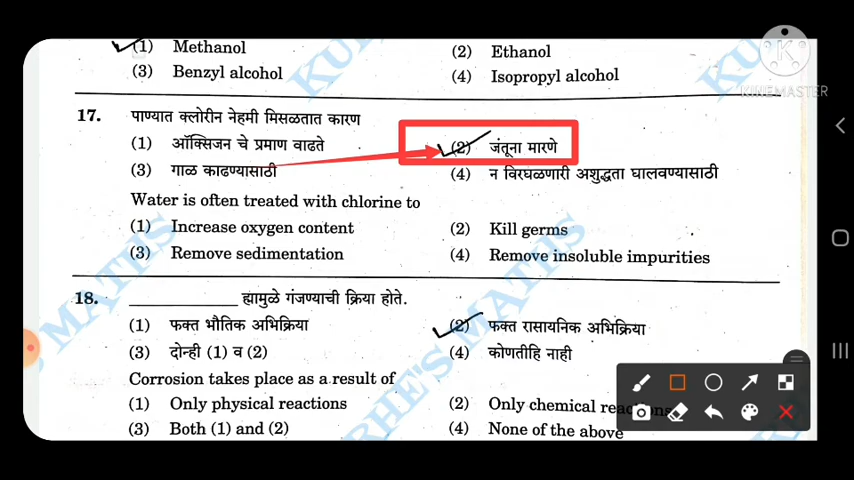 (1) Methanol (2) Ethanol
(3) Benzyl alcohol (4) Isopropyl alcohol
KINEMASTER
17. पाण्यात क्लोरीन नेहमी मिसळतात कारण
(1) ऑक्सिजन चे प्रमाण वाढते (2) जंतूना मारणे
(3) गाळ काढण्यासाठी (4) न विरघळणारी अशुद्धता घालवण्यासाठी
Water is often treated with chlorine to
(1) Increase oxygen content (2) Kill germs
(3) Remove sedimentation (4) Remove insoluble impurities
18. __________ ह्यामुळे गंजण्याची क्रिया होते.
(1) फक्त भौतिक अभिक्रिया (2) फक्त रासायनिक अभिक्रिया
(3) दोन्ही (1) व (2) (4) कोणतीहि नाही
Corrosion takes place as a result of
(1) Only physical reactions (2) Only chemical reactions
(3) Both (1) and (2) (4) None of the above